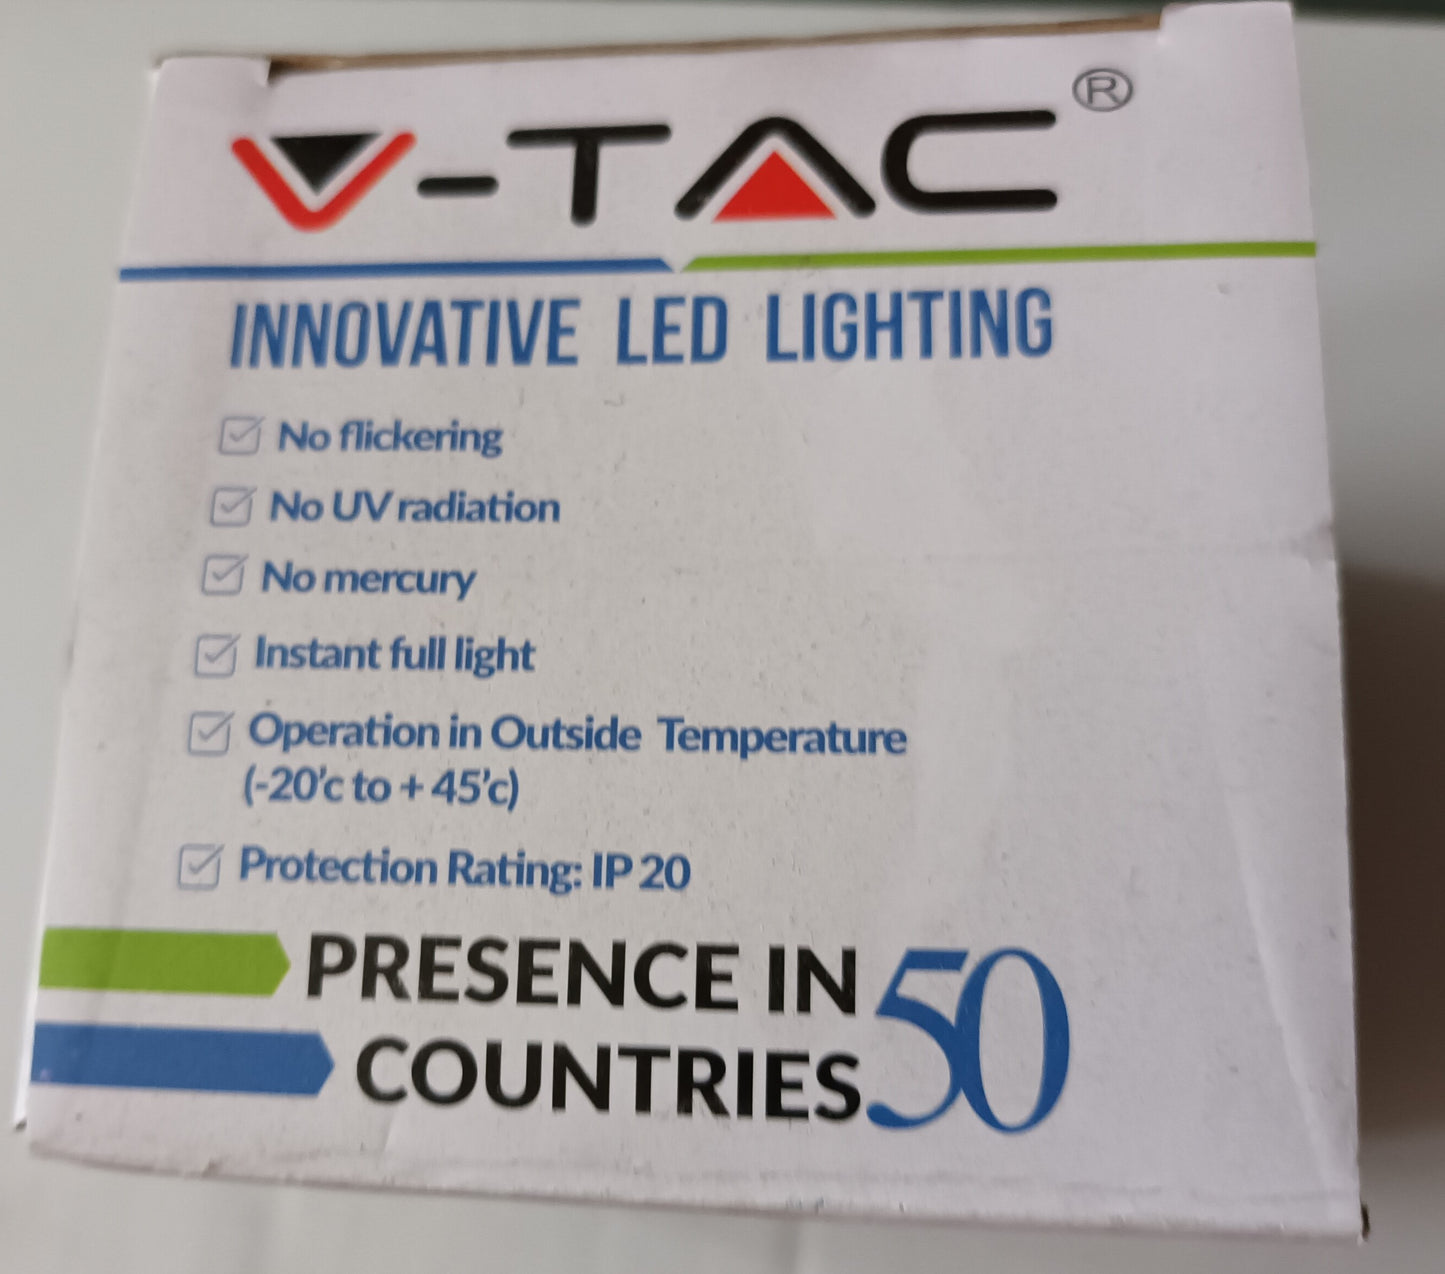 V-TAC®
INNOVATIVE LED LIGHTING
No flickering
No UV radiation
No mercury
Instant full light
Operation in Outside Temperature
(-20'c to + 45'c)
Protection Rating: IP 20
PRESENCE IN 50
COUNTRIES